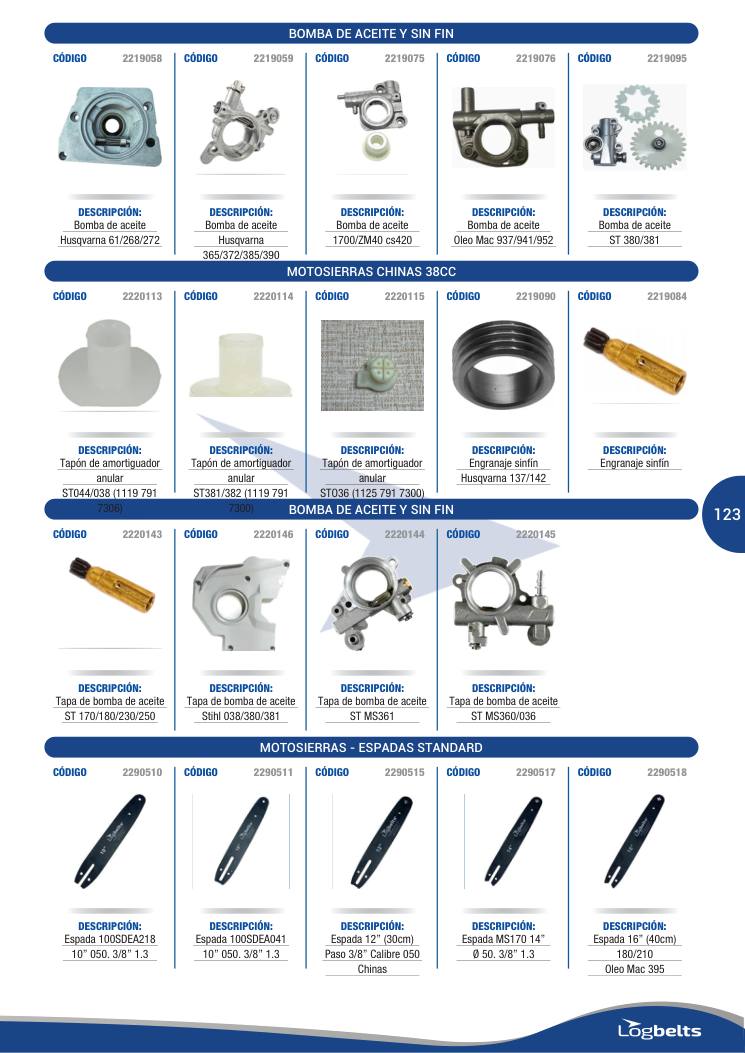 BOMBA DE ACEITE Y SIN FIN
CÓDIGO 2219058
DESCRIPCIÓN:
Bomba de aceite
Husqvarna 61/268/272
CÓDIGO 2219059
DESCRIPCIÓN:
Bomba de aceite
Husqvarna
365/372/385/390
CÓDIGO 2219075
DESCRIPCIÓN:
Bomba de aceite
1700/ZM40 cs420
CÓDIGO 2219076
DESCRIPCIÓN:
Bomba de aceite
Oleo Mac 937/941/952
CÓDIGO 2219095
DESCRIPCIÓN:
Bomba de aceite
ST 380/381
MOTOSIERRAS CHINAS 38CC
CÓDIGO 2220113
DESCRIPCIÓN:
Tapón de amortiguador
anular
ST044/038 (1119 791
7306)
CÓDIGO 2220114
DESCRIPCIÓN:
Tapón de amortiguador
anular
ST381/382 (1119 791
7300)
CÓDIGO 2220115
DESCRIPCIÓN:
Tapón de amortiguador
anular
ST036 (1125 791 7300)
CÓDIGO 2219090
DESCRIPCIÓN:
Engranaje sinfín
Husqvarna 137/142
CÓDIGO 2219084
DESCRIPCIÓN:
Engranaje sinfín
BOMBA DE ACEITE Y SIN FIN
123
CÓDIGO 2220143
DESCRIPCIÓN:
Tapa de bomba de aceite
ST 170/180/230/250
CÓDIGO 2220146
DESCRIPCIÓN:
Tapa de bomba de aceite
Stihl 038/380/381
CÓDIGO 2220144
DESCRIPCIÓN:
Tapa de bomba de aceite
ST MS361
CÓDIGO 2220145
DESCRIPCIÓN:
Tapa de bomba de aceite
ST MS360/036
MOTOSIERRAS - ESPADAS STANDARD
CÓDIGO 2290510
Logbelts
10"
DESCRIPCIÓN:
Espada 100SDEA218
10” 050. 3/8” 1.3
CÓDIGO 2290511
Logbelts
DESCRIPCIÓN:
Espada 100SDEA041
10” 050. 3/8” 1.3
CÓDIGO 2290515
Logbelts
12"
DESCRIPCIÓN:
Espada 12” (30cm)
Paso 3/8” Calibre 050
Chinas
CÓDIGO 2290517
Logbelts
14"
DESCRIPCIÓN:
Espada MS170 14”
Ø 50. 3/8” 1.3
CÓDIGO 2290518
Logbelts
16"
DESCRIPCIÓN:
Espada 16” (40cm)
180/210
Oleo Mac 395
Logbelts